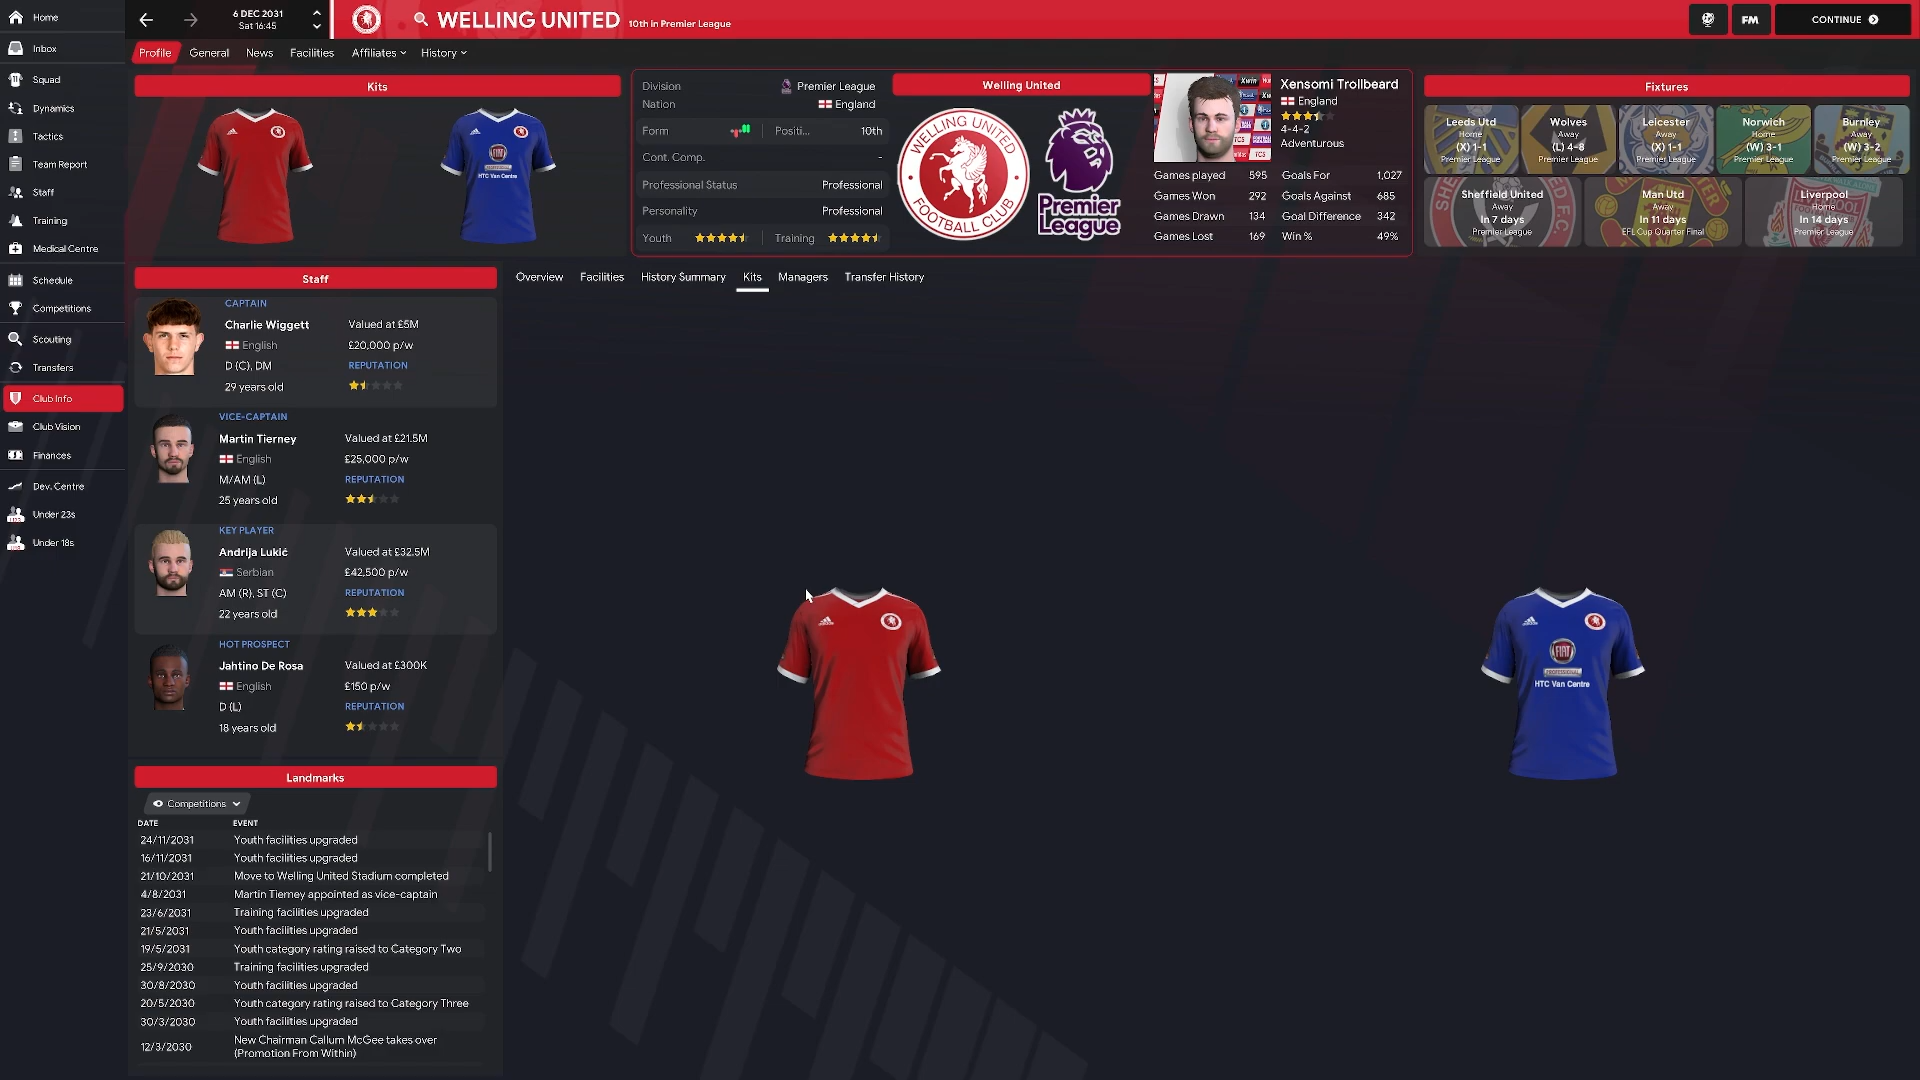 Home
6 DEC 2031
Sat 16:45
WELLING UNITED
10th in Premier League
FM
CONTINUE
Inbox
Squad
Dynamics
Tactics
Team Report
Staff
Training
Medical Centre
Schedule
Competitions
Scouting
Transfers
Club Info
Club Vision
Finances
Dev. Centre
Under 23s
Under 18s
Profile
General
News
Facilities
Affiliates
History
Kits
HTC Van Centre
Division Premier League
Nation England
Form
Positi... 10th
Cont. Comp. -
Professional Status Professional
Personality Professional
Youth
Training
Welling United
WELLING UNITED
FOOTBALL CLUB
Premier
League
Xensomi Trollbeard
England
4-4-2
Adventurous
Games played 595
Goals For 1,027
Games Won 292
Goals Against 685
Games Drawn 134
Goal Difference 342
Games Lost 169
Win % 49%
Fixtures
Leeds Utd
Home
(X) 1-1
Premier League
Wolves
Away
(L) 4-8
Premier League
Leicester
Away
(X) 1-1
Premier League
Norwich
Home
(W) 3-1
Premier League
Burnley
Away
(W) 3-2
Premier League
Sheffield United
Away
In 7 days
Premier League
Man Utd
In 11 days
EFL Cup Quarter Final
Liverpool
Home
In 14 days
Premier League
Staff
CAPTAIN
Charlie Wiggett
Valued at £5M
English
£20,000 p/w
D (C), DM
REPUTATION
29 years old
VICE-CAPTAIN
Martin Tierney
Valued at £21.5M
English
£25,000 p/w
M/AM (L)
REPUTATION
25 years old
KEY PLAYER
Andrija Lukić
Valued at £32.5M
Serbian
£42,500 p/w
AM (R), ST (C)
REPUTATION
22 years old
HOT PROSPECT
Jahtino De Rosa
Valued at £300K
English
£150 p/w
D (L)
REPUTATION
18 years old
Landmarks
Competitions
DATE EVENT
24/11/2031 Youth facilities upgraded
16/11/2031 Youth facilities upgraded
21/10/2031 Move to Welling United Stadium completed
4/8/2031 Martin Tierney appointed as vice-captain
23/6/2031 Training facilities upgraded
21/5/2031 Youth facilities upgraded
19/5/2031 Youth category rating raised to Category Two
25/9/2030 Training facilities upgraded
30/8/2030 Youth facilities upgraded
20/5/2030 Youth category rating raised to Category Three
30/3/2030 Youth facilities upgraded
12/3/2030 New Chairman Callum McGee takes over
(Promotion From Within)
Overview
Facilities
History Summary
Kits
Managers
Transfer History
FIAT
PROFESSIONAL
HTC Van Centre